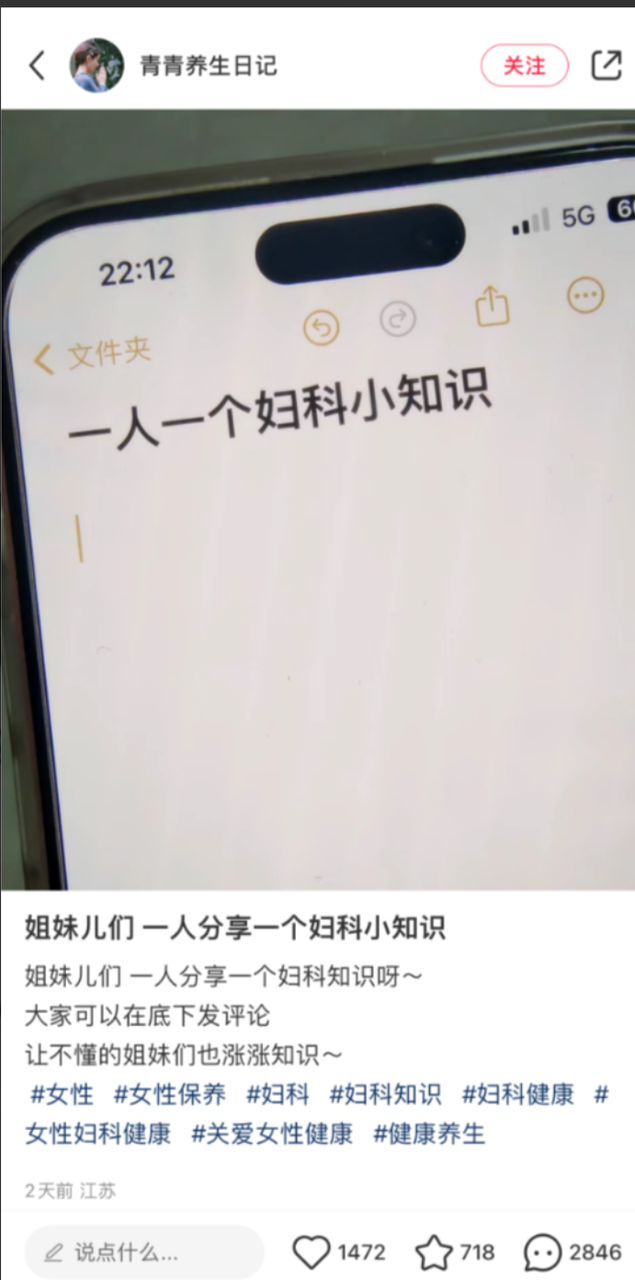 青青养生日记
关注
22:12
5G
文件夹
一人一个妇科小知识
姐妹儿们 一人分享一个妇科小知识
姐妹儿们 一人分享一个妇科知识呀～
大家可以在底下发评论
让不懂的姐妹们也涨涨知识～
#女性 #女性保养 #妇科 #妇科知识 #妇科健康 #
女性妇科健康 #关爱女性健康 #健康养生
2天前 江苏
说点什么...
1472
718
2846